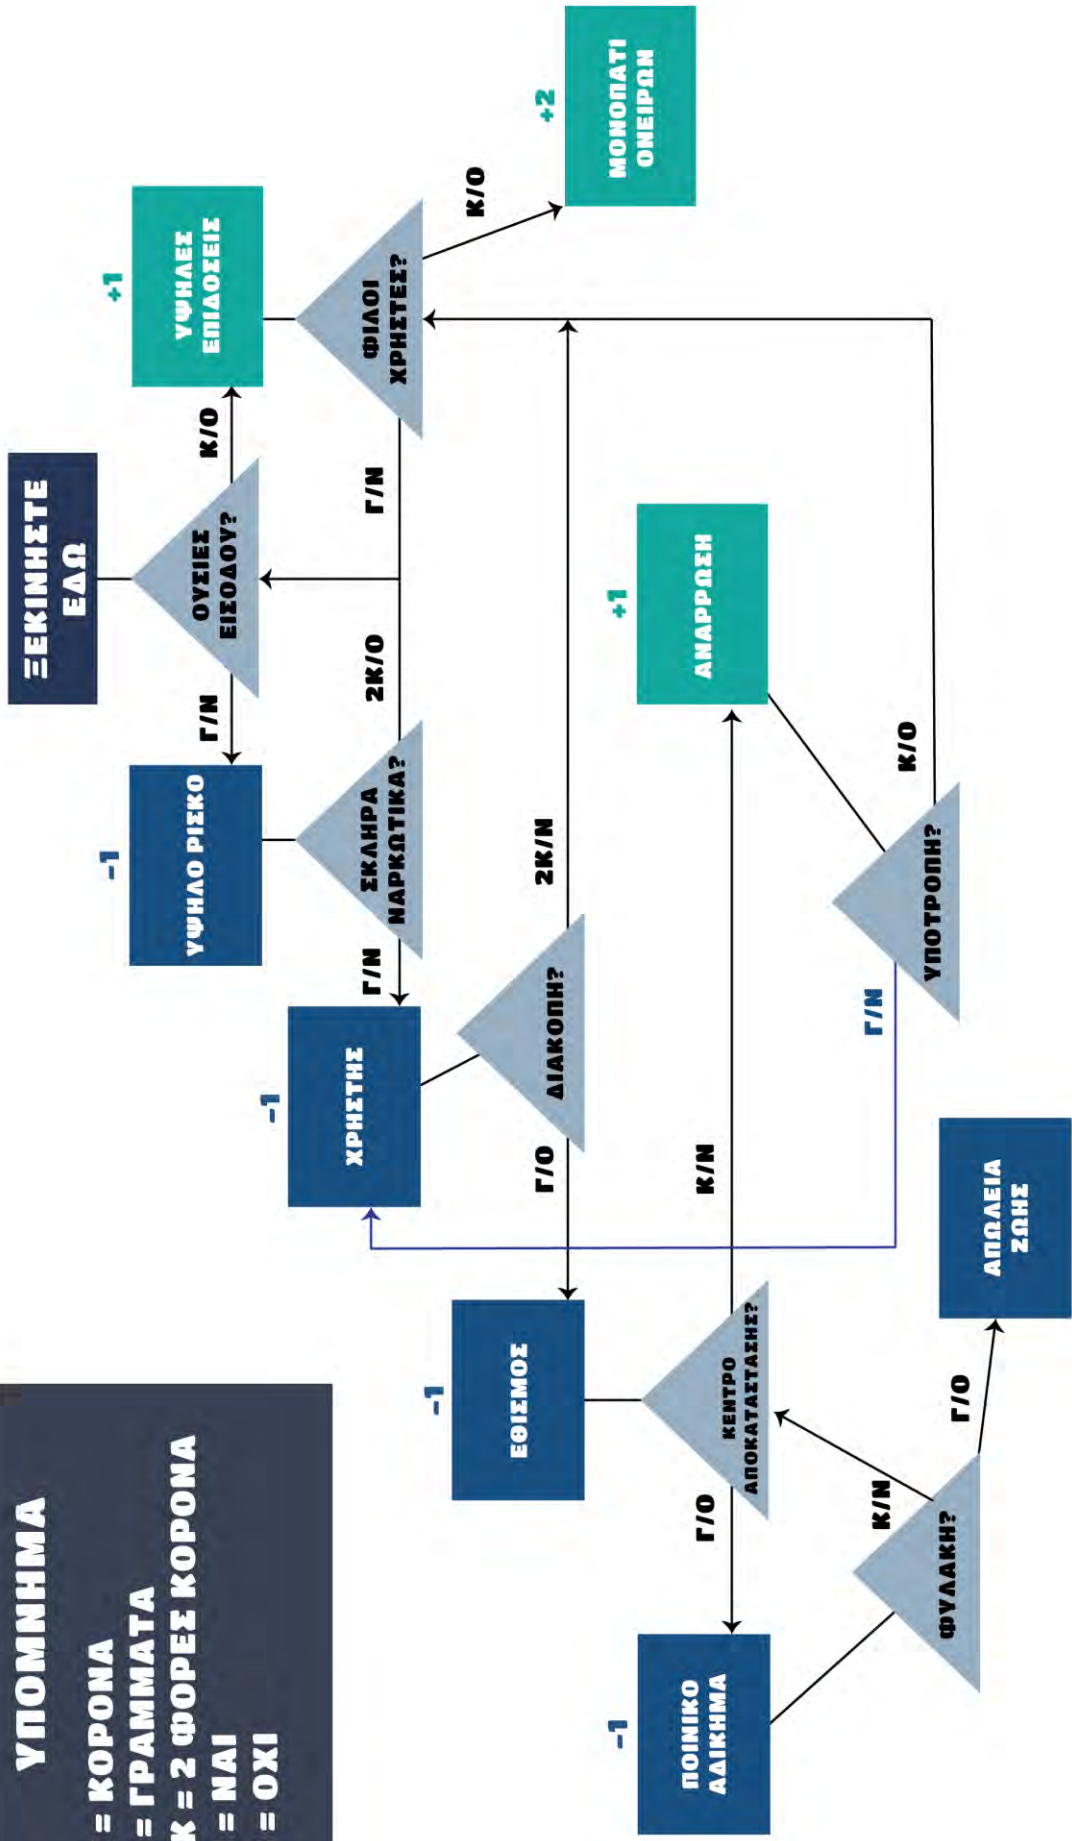 ΞΕΚΙΝΗΣΤΕ
ΕΔΩ
ΟΥΣΙΕΣ
ΕΙΣΟΔΟΥ?
Γ/Ν
Κ/Ο
-1
ΥΨΗΛΟ ΡΙΣΚΟ
+1
ΥΨΗΛΕΣ
ΕΠΙΔΟΣΕΙΣ
ΣΚΛΗΡΑ
ΝΑΡΚΩΤΙΚΑ?
Γ/Ν
2Κ/Ο
Γ/Ν
ΦΙΛΟΙ
ΧΡΗΣΤΕΣ?
Κ/Ο
+2
ΜΟΝΟΠΑΤΙ
ΟΝΕΙΡΩΝ
-1
ΧΡΗΣΤΗΣ
ΔΙΑΚΟΠΗ?
Γ/Ο
2Κ/Ν
-1
ΕΘΙΣΜΟΣ
ΚΕΝΤΡΟ
ΑΠΟΚΑΤΑΣΤΑΣΗΣ?
Γ/Ο
Κ/Ν
+1
ΑΝΑΡΡΩΣΗ
-1
ΠΟΙΝΙΚΟ
ΑΔΙΚΗΜΑ
ΦΥΛΑΚΗ?
Κ/Ν
Γ/Ο
ΑΠΩΛΕΙΑ
ΖΩΗΣ
ΥΠΟΤΡΟΠΗ?
Γ/Ν
Κ/Ο
ΥΠΟΜΝΗΜΑ
= ΚΟΡΟΝΑ
= ΓΡΑΜΜΑΤΑ
Κ = 2 ΦΟΡΕΣ ΚΟΡΟΝΑ
= ΝΑΙ
= ΟΧΙ